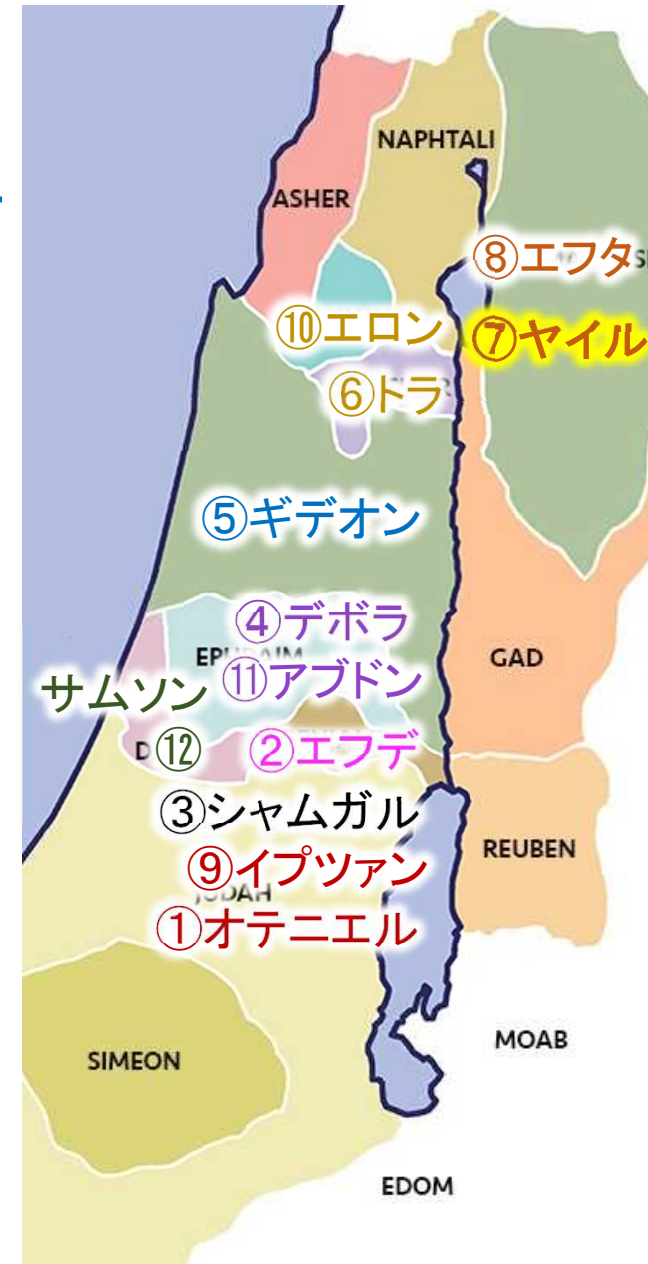 NAPHTALI
ASHER
⑧エフタ
⑩エロン
⑦ヤイル
⑥トラ
⑤ギデオン
④デボラ
GAD
サムソン
⑪アブドン
⑫
②エフデ
③シャムガル
REUBEN
⑨イプツァン
JUDAH
①オテニエル
MOAB
SIMEON
EDOM